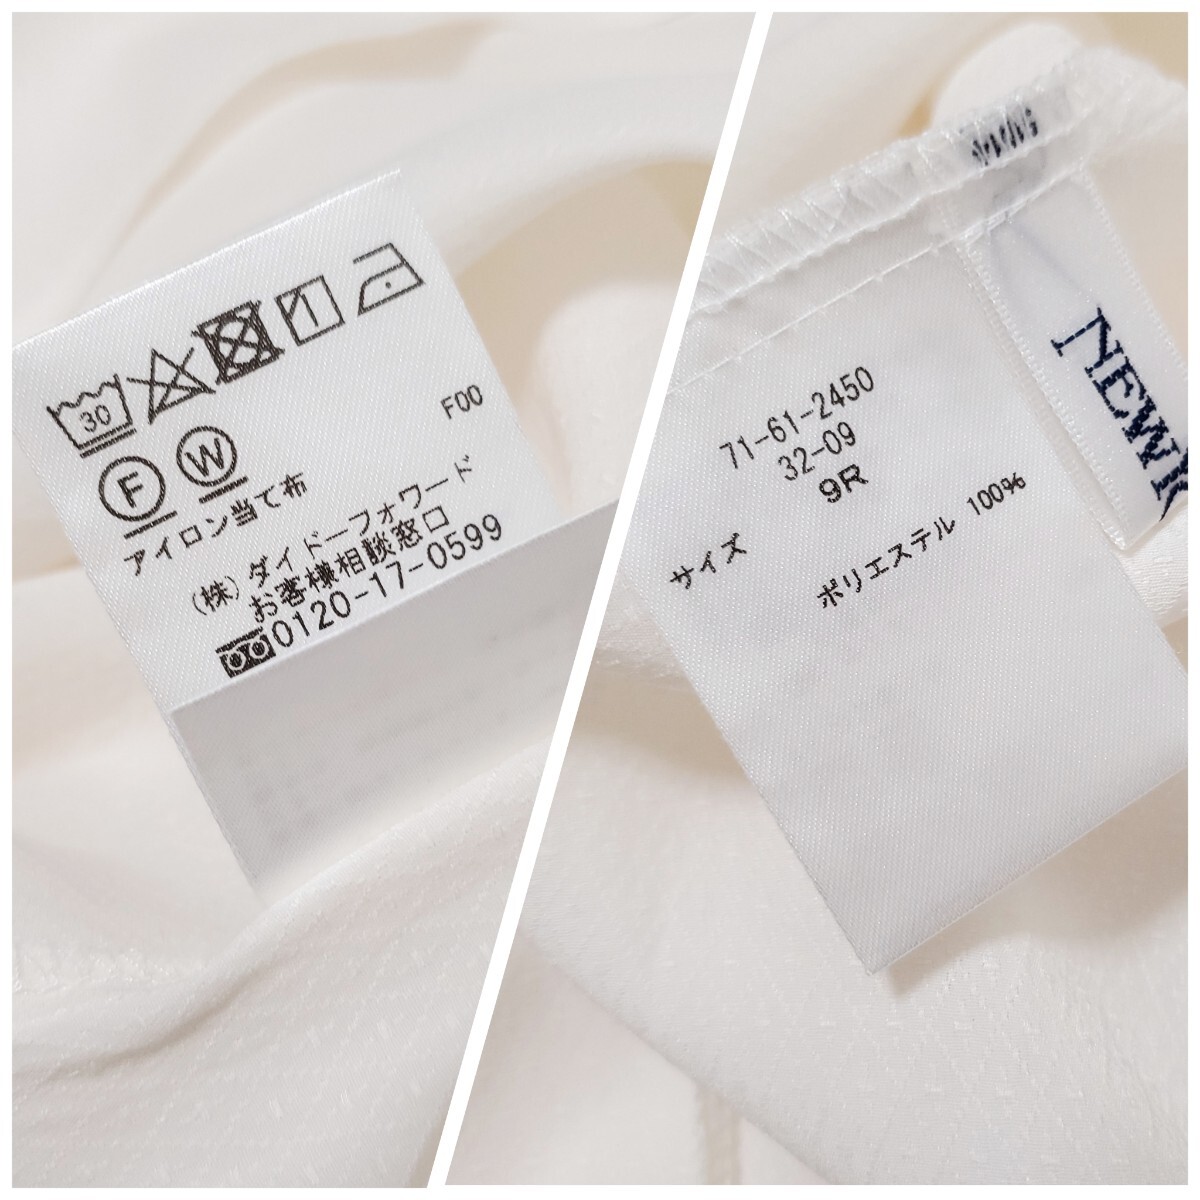 30
F W
F00
アイロン当て布
(株)ダイドーフォワード
お客様相談窓口
0120-17-0599
71-61-2450
32-09
サイズ 9R
ポリエステル 100%
NEWY